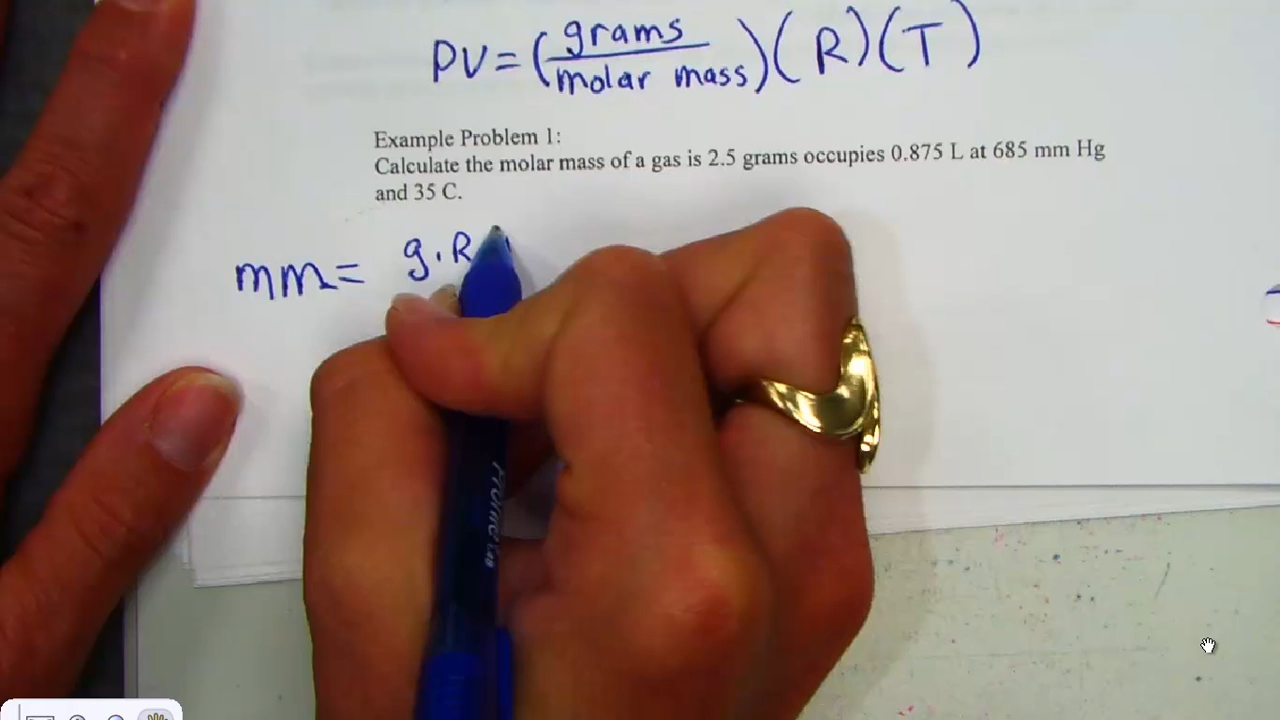 PV = (grams / molar mass) (R)(T)
Example Problem 1:
Calculate the molar mass of a gas is 2.5 grams occupies 0.875 L at 685 mm Hg
and 35 C.
mm = g · R